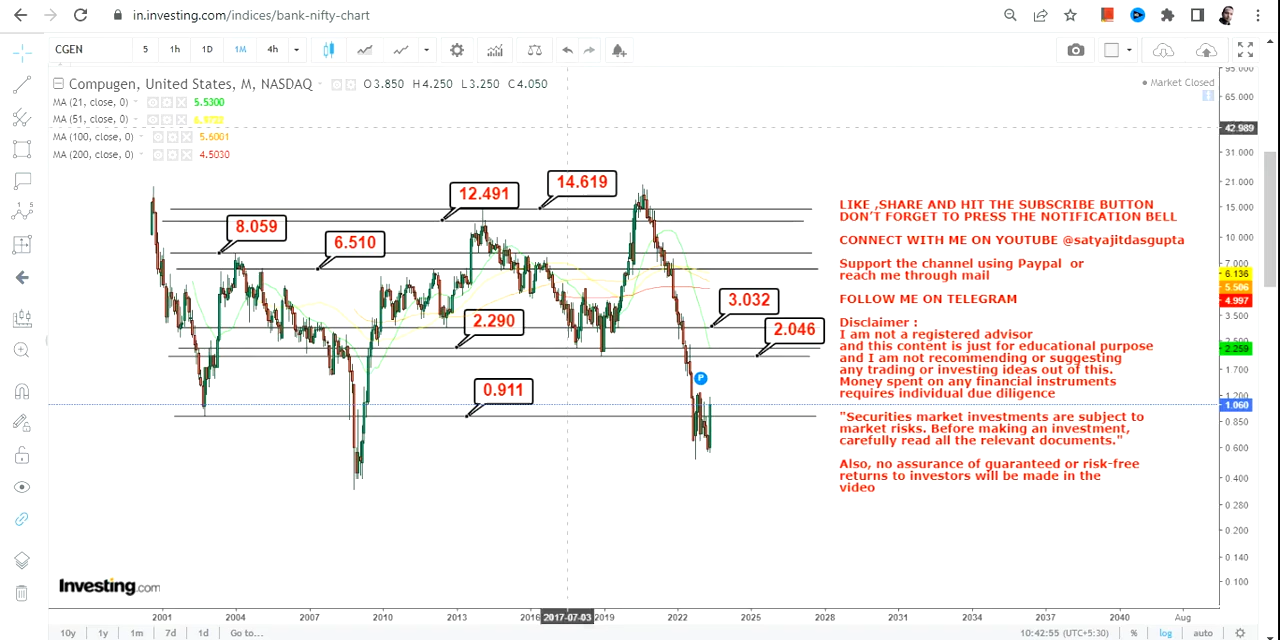 in.investing.com/indices/bank-nifty-chart
CGEN 5 1h 1D 1M 4h
Compugen, United States, M, NASDAQ O3.850 H4.250 L3.250 C4.050
Market Closed
MA (21, close, 0) 5.5300
MA (51, close, 0)
MA (100, close, 0) 5.6001
MA (200, close, 0) 4.5030
14.619
12.491
8.059
6.510
3.032
2.290
2.046
0.911
P
LIKE ,SHARE AND HIT THE SUBSCRIBE BUTTON
DON'T FORGET TO PRESS THE NOTIFICATION BELL
CONNECT WITH ME ON YOUTUBE @satyajitdasgupta
Support the channel using Paypal or
reach me through mail
FOLLOW ME ON TELEGRAM
Disclaimer :
I am not a registered advisor
and this content is just for educational purpose
and I am not recommending or suggesting
any trading or investing ideas out of this.
Money spent on any financial instruments
requires individual due diligence
"Securities market investments are subject to
market risks. Before making an investment,
carefully read all the relevant documents."
Also, no assurance of guaranteed or risk-free
returns to investors will be made in the
video
95.000
65.000
42.989
31.000
21.000
15.000
10.000
7.000
6.136
5.506
4.997
3.500
2.259
1.700
1.200
1.060
0.850
0.600
0.400
0.280
0.200
0.140
0.100
Investing.com
2001 2004 2007 2010 2013 2016 2017-07-03 2019 2022 2025 2028 2031 2034 2037 2040 Aug
10y 1y 1m 7d 1d Go to... 10:42:55 (UTC+5:30) % log auto